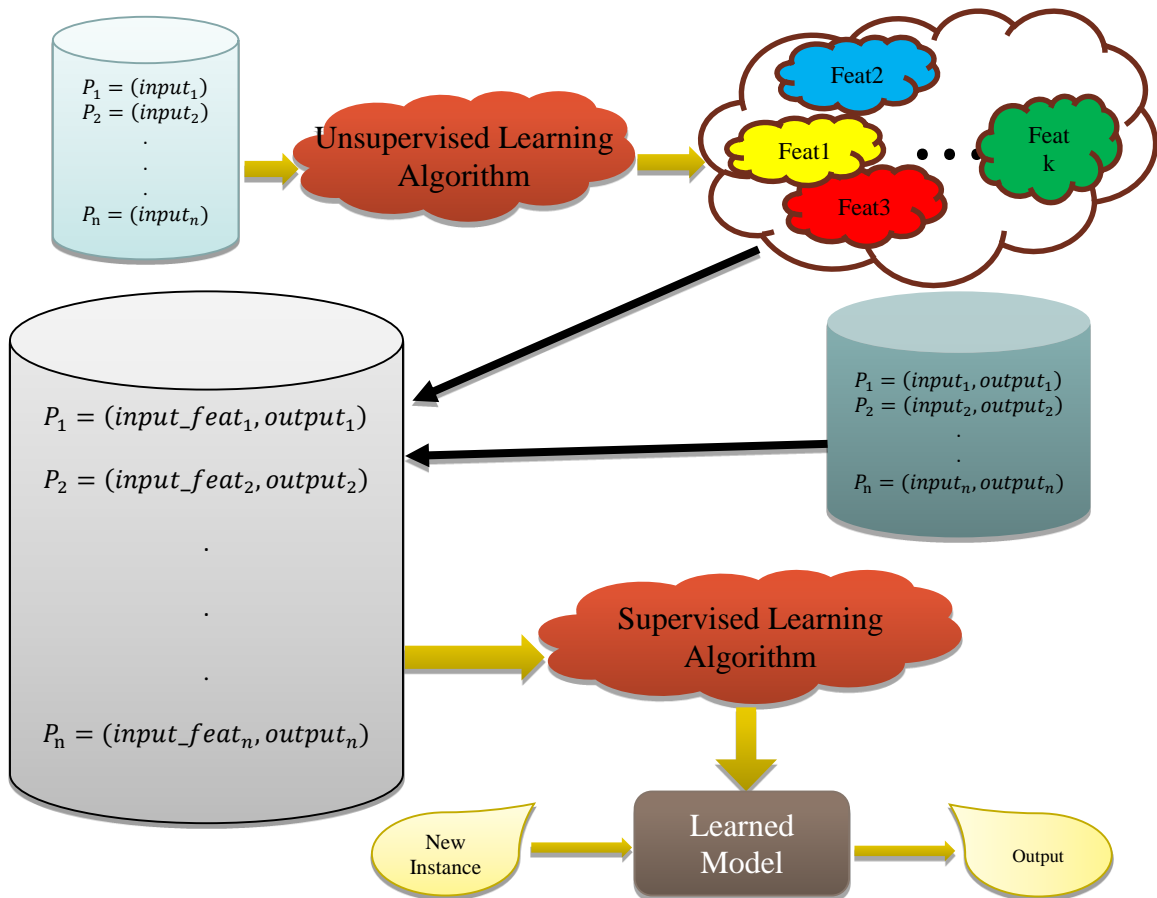 P₁ = (input₁)
P₂ = (input₂)
.
.
.
Pₙ = (inputₙ)
Unsupervised Learning
Algorithm
Feat2
Feat1
Feat3
• • •
Feat
k
P₁ = (input_feat₁, output₁)
P₂ = (input_feat₂, output₂)
.
.
.
Pₙ = (input_featₙ, outputₙ)
P₁ = (input₁, output₁)
P₂ = (input₂, output₂)
.
.
Pₙ = (inputₙ, outputₙ)
Supervised Learning
Algorithm
New
Instance
Learned
Model
Output